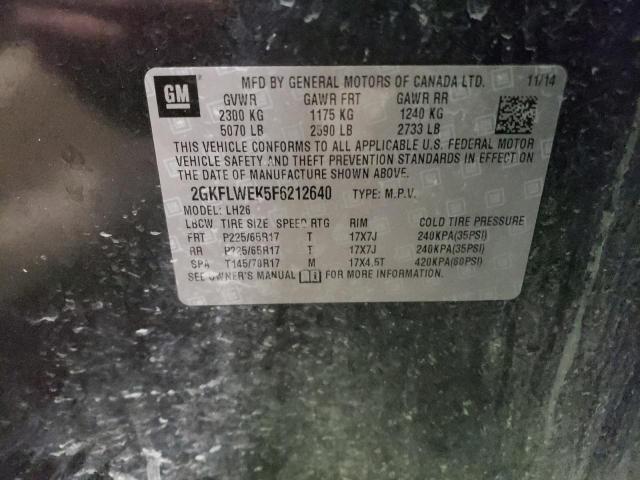 GM MFD BY GENERAL MOTORS OF CANADA LTD. 11/14
GVWR GAWR FRT GAWR RR
2300 KG 1175 KG 1240 KG
5070 LB 2590 LB 2733 LB
THIS VEHICLE CONFORMS TO ALL APPLICABLE U.S. FEDERAL MOTOR
VEHICLE SAFETY AND THEFT PREVENTION STANDARDS IN EFFECT ON
THE DATE OF MANUFACTURE SHOWN ABOVE.
2GKFLWEK5F6212640 TYPE: M.P.V.
MODEL: LH26
LBCW TIRE SIZE SPEED RTG RIM COLD TIRE PRESSURE
FRT P225/65R17 T 17X7J 240KPA(35PSI)
RR P225/65R17 T 17X7J 240KPA(35PSI)
SPA T145/70R17 M 17X4.5T 420KPA(60PSI)
SEE OWNER'S MANUAL FOR MORE INFORMATION.